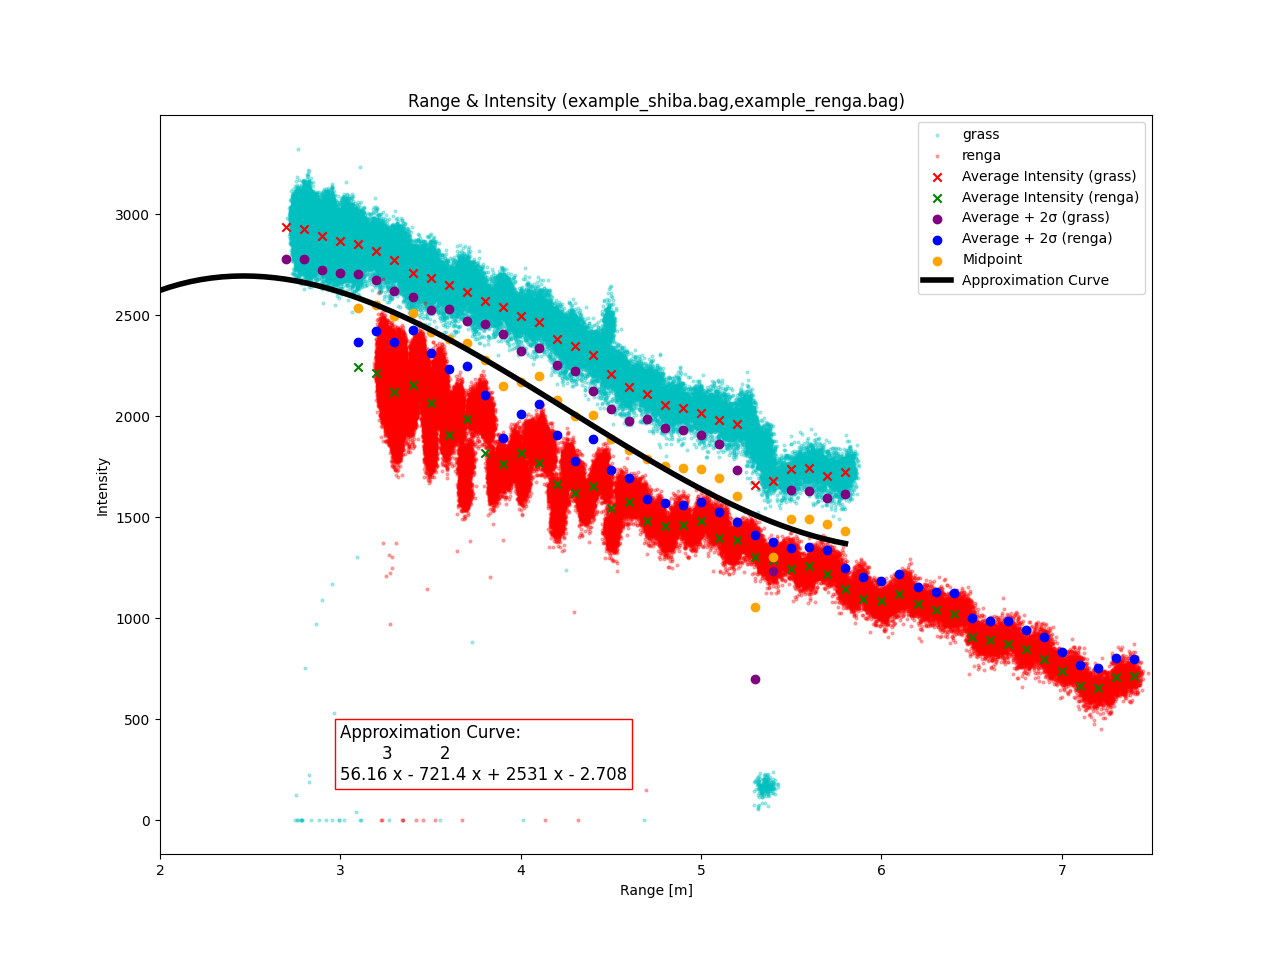 Range & Intensity (example_shiba.bag,example_renga.bag)
grass
renga
Average Intensity (grass)
Average Intensity (renga)
Average + 2σ (grass)
Average + 2σ (renga)
Midpoint
Approximation Curve
3000
2500
2000
1500
1000
500
0
Intensity
Approximation Curve:
3 2
56.16 x - 721.4 x + 2531 x - 2.708
2 3 4 5 6 7
Range [m]